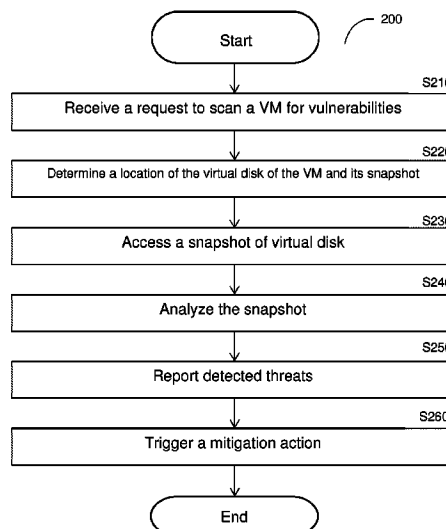 Start
200
S210
Receive a request to scan a VM for vulnerabilities
S220
Determine a location of the virtual disk of the VM and its snapshot
S230
Access a snapshot of virtual disk
S240
Analyze the snapshot
S250
Report detected threats
S260
Trigger a mitigation action
End